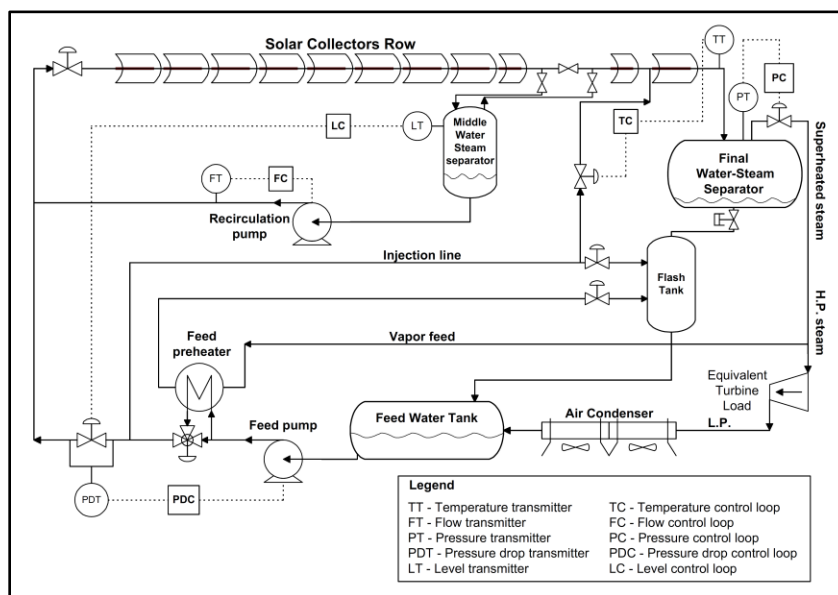 Solar Collectors Row
TT
PC
PT
LC
LT
TC
Middle
Water
Steam
separator
Final
Water-Steam
Separator
Superheated steam
FT
FC
Recirculation
pump
Injection line
Flash
Tank
H.P. steam
Feed
preheater
Vapor feed
Equivalent
Turbine
Load
Feed pump
Feed Water Tank
Air Condenser
L.P.
PDT
PDC
Legend
TT - Temperature transmitter
FT - Flow transmitter
PT - Pressure transmitter
PDT - Pressure drop transmitter
LT - Level transmitter
TC - Temperature control loop
FC - Flow control loop
PC - Pressure control loop
PDC - Pressure drop control loop
LC - Level control loop